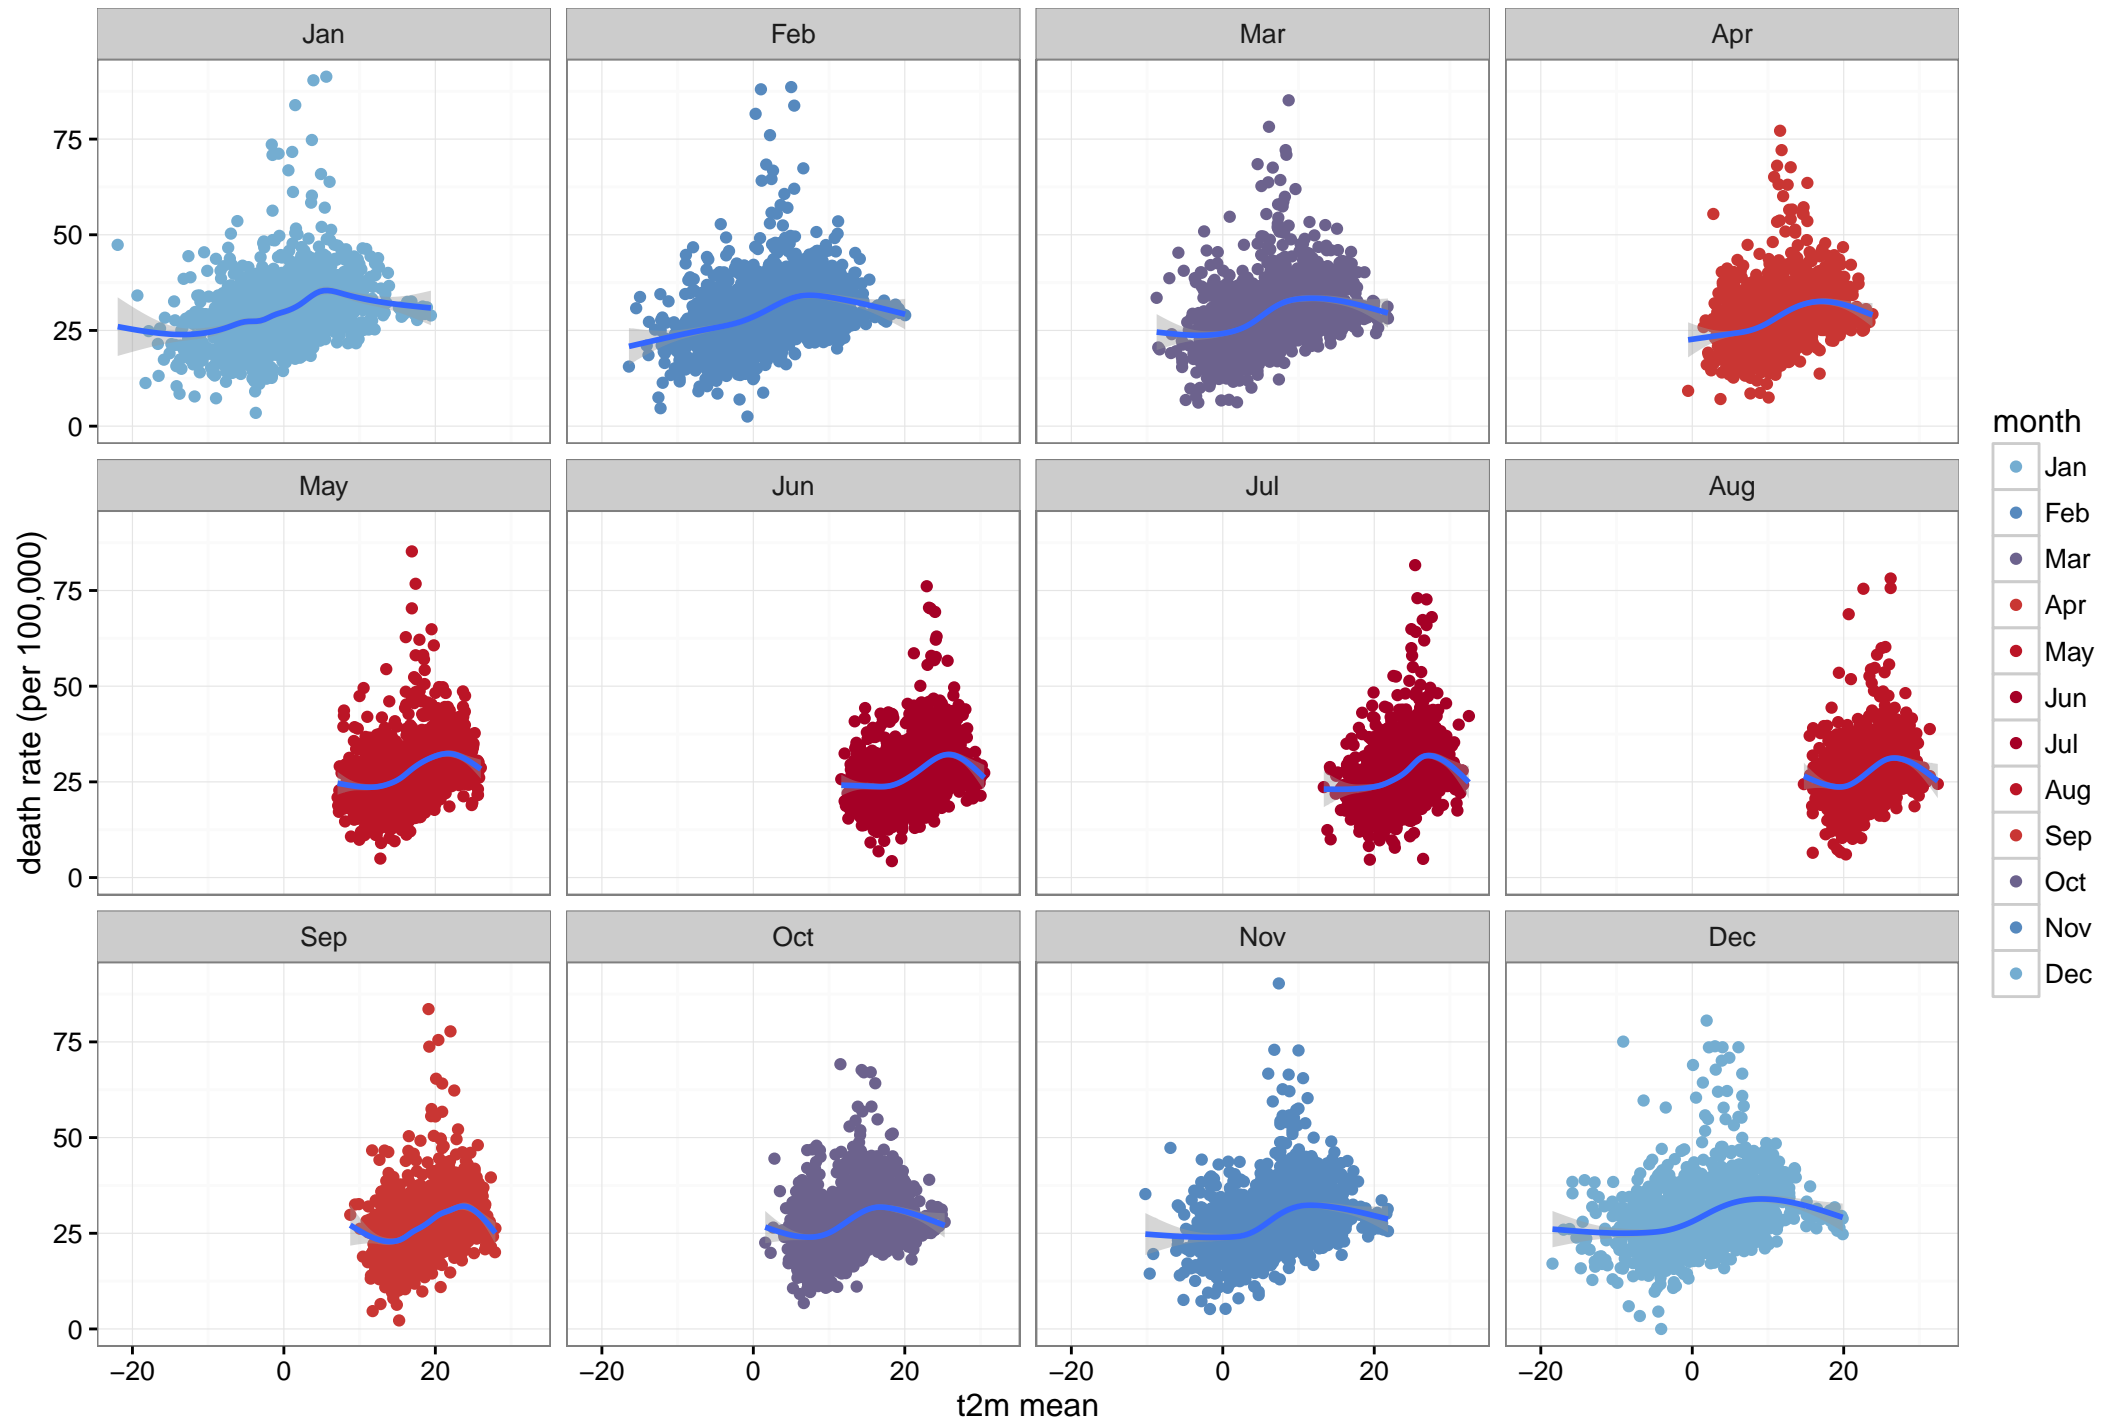 Jan Feb Mar Apr
75
50
25
0
May Jun Jul Aug
death rate (per 100,000)
75
50
25
0
Sep Oct Nov Dec
75
50
25
0
−20 0 20 −20 0 20 −20 0 20 −20 0 20
t2m mean
month
Jan
Feb
Mar
Apr
May
Jun
Jul
Aug
Sep
Oct
Nov
Dec